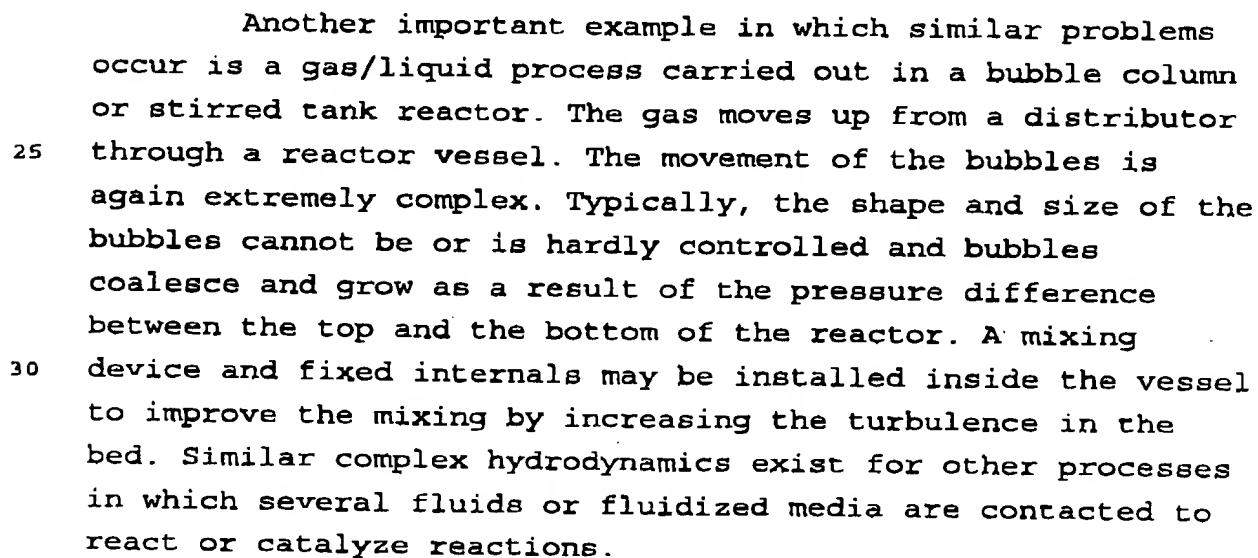 Another important example in which similar problems
occur is a gas/liquid process carried out in a bubble column
or stirred tank reactor. The gas moves up from a distributor
25 through a reactor vessel. The movement of the bubbles is
again extremely complex. Typically, the shape and size of the
bubbles cannot be or is hardly controlled and bubbles
coalesce and grow as a result of the pressure difference
between the top and the bottom of the reactor. A mixing
30 device and fixed internals may be installed inside the vessel
to improve the mixing by increasing the turbulence in the
bed. Similar complex hydrodynamics exist for other processes
in which several fluids or fluidized media are contacted to
react or catalyze reactions.